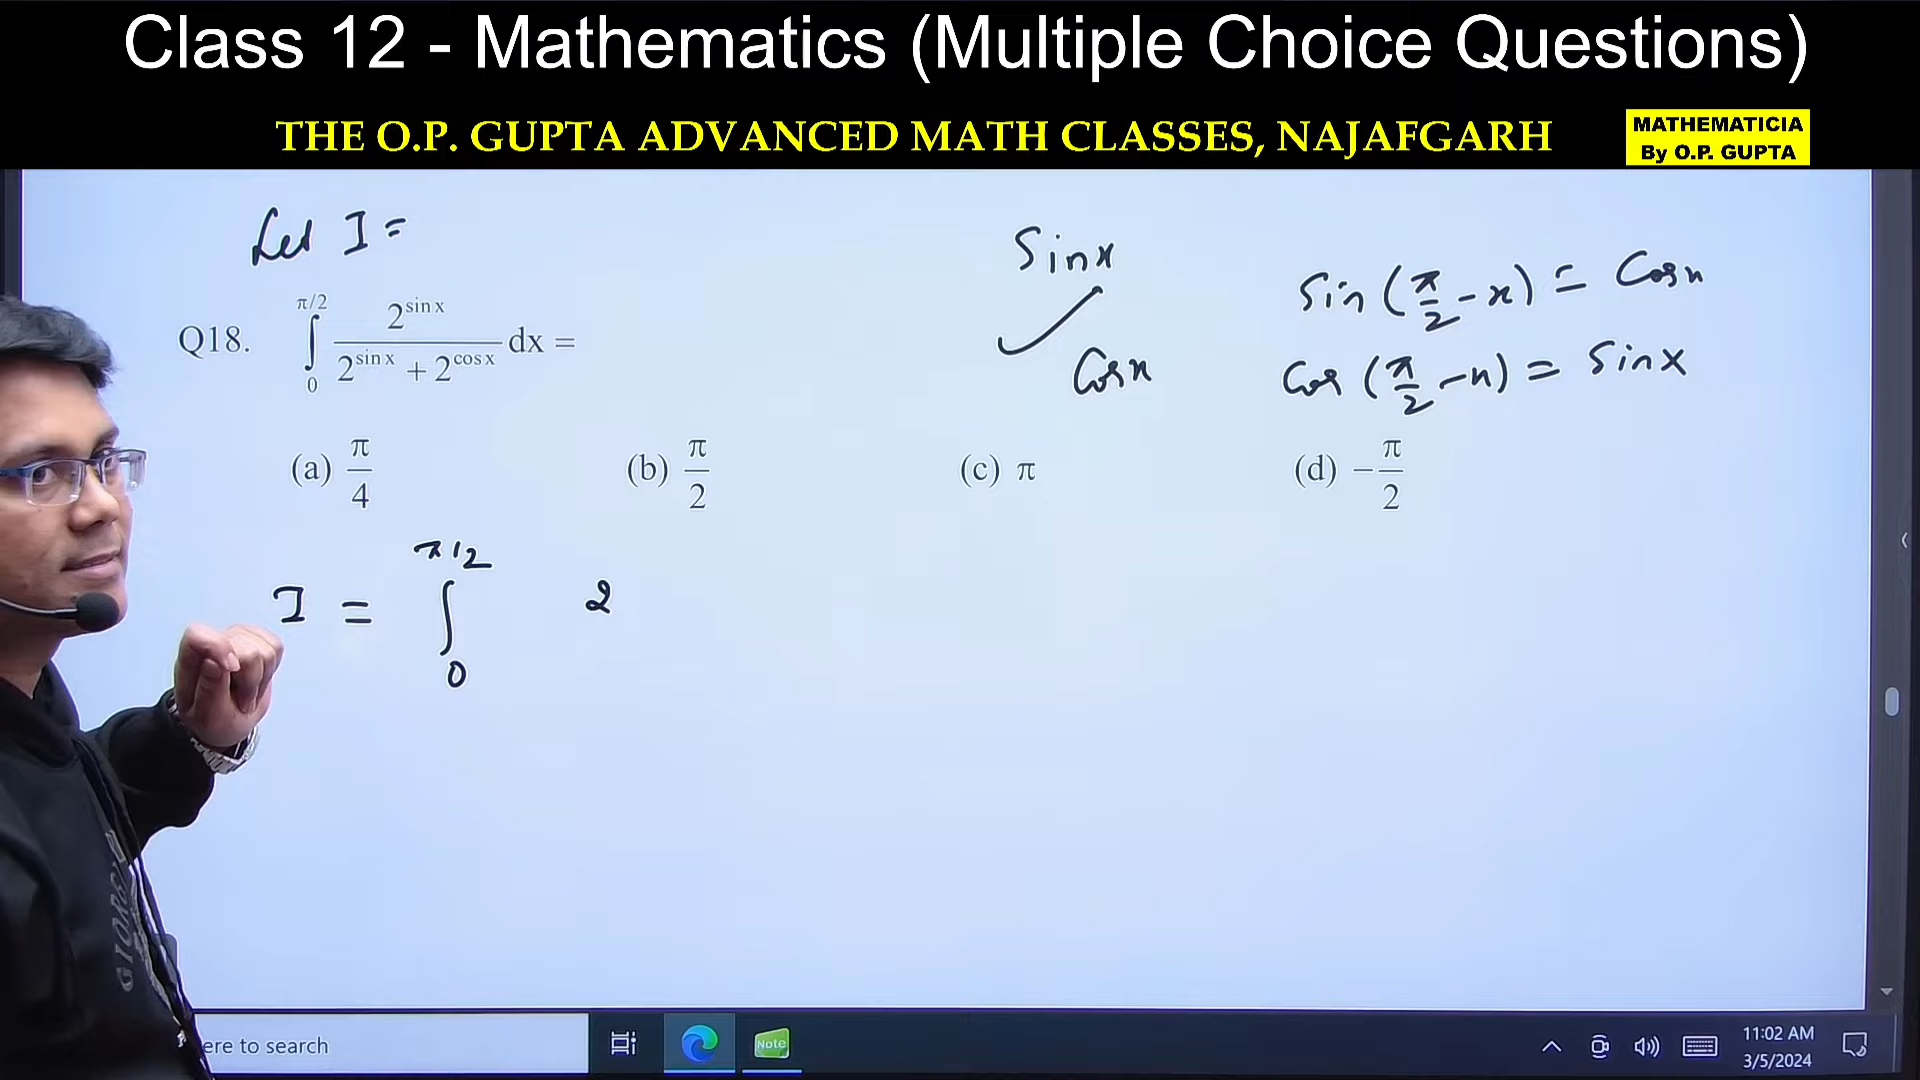 Class 12 - Mathematics (Multiple Choice Questions)
THE O.P. GUPTA ADVANCED MATH CLASSES, NAJAFGARH
MATHEMATICIA
By O.P. GUPTA
Let I =
Sinx
Cosx
Sin(π/2 - x) = Cosx
Cos(π/2 - x) = Sinx
Q18. ∫₀^(π/2) 2^(sin x) / (2^(sin x) + 2^(cos x)) dx =
(a) π/4 (b) π/2 (c) π (d) -π/2
I = ∫₀^(π/2) 2
ere to search
Note
11:02 AM
3/5/2024